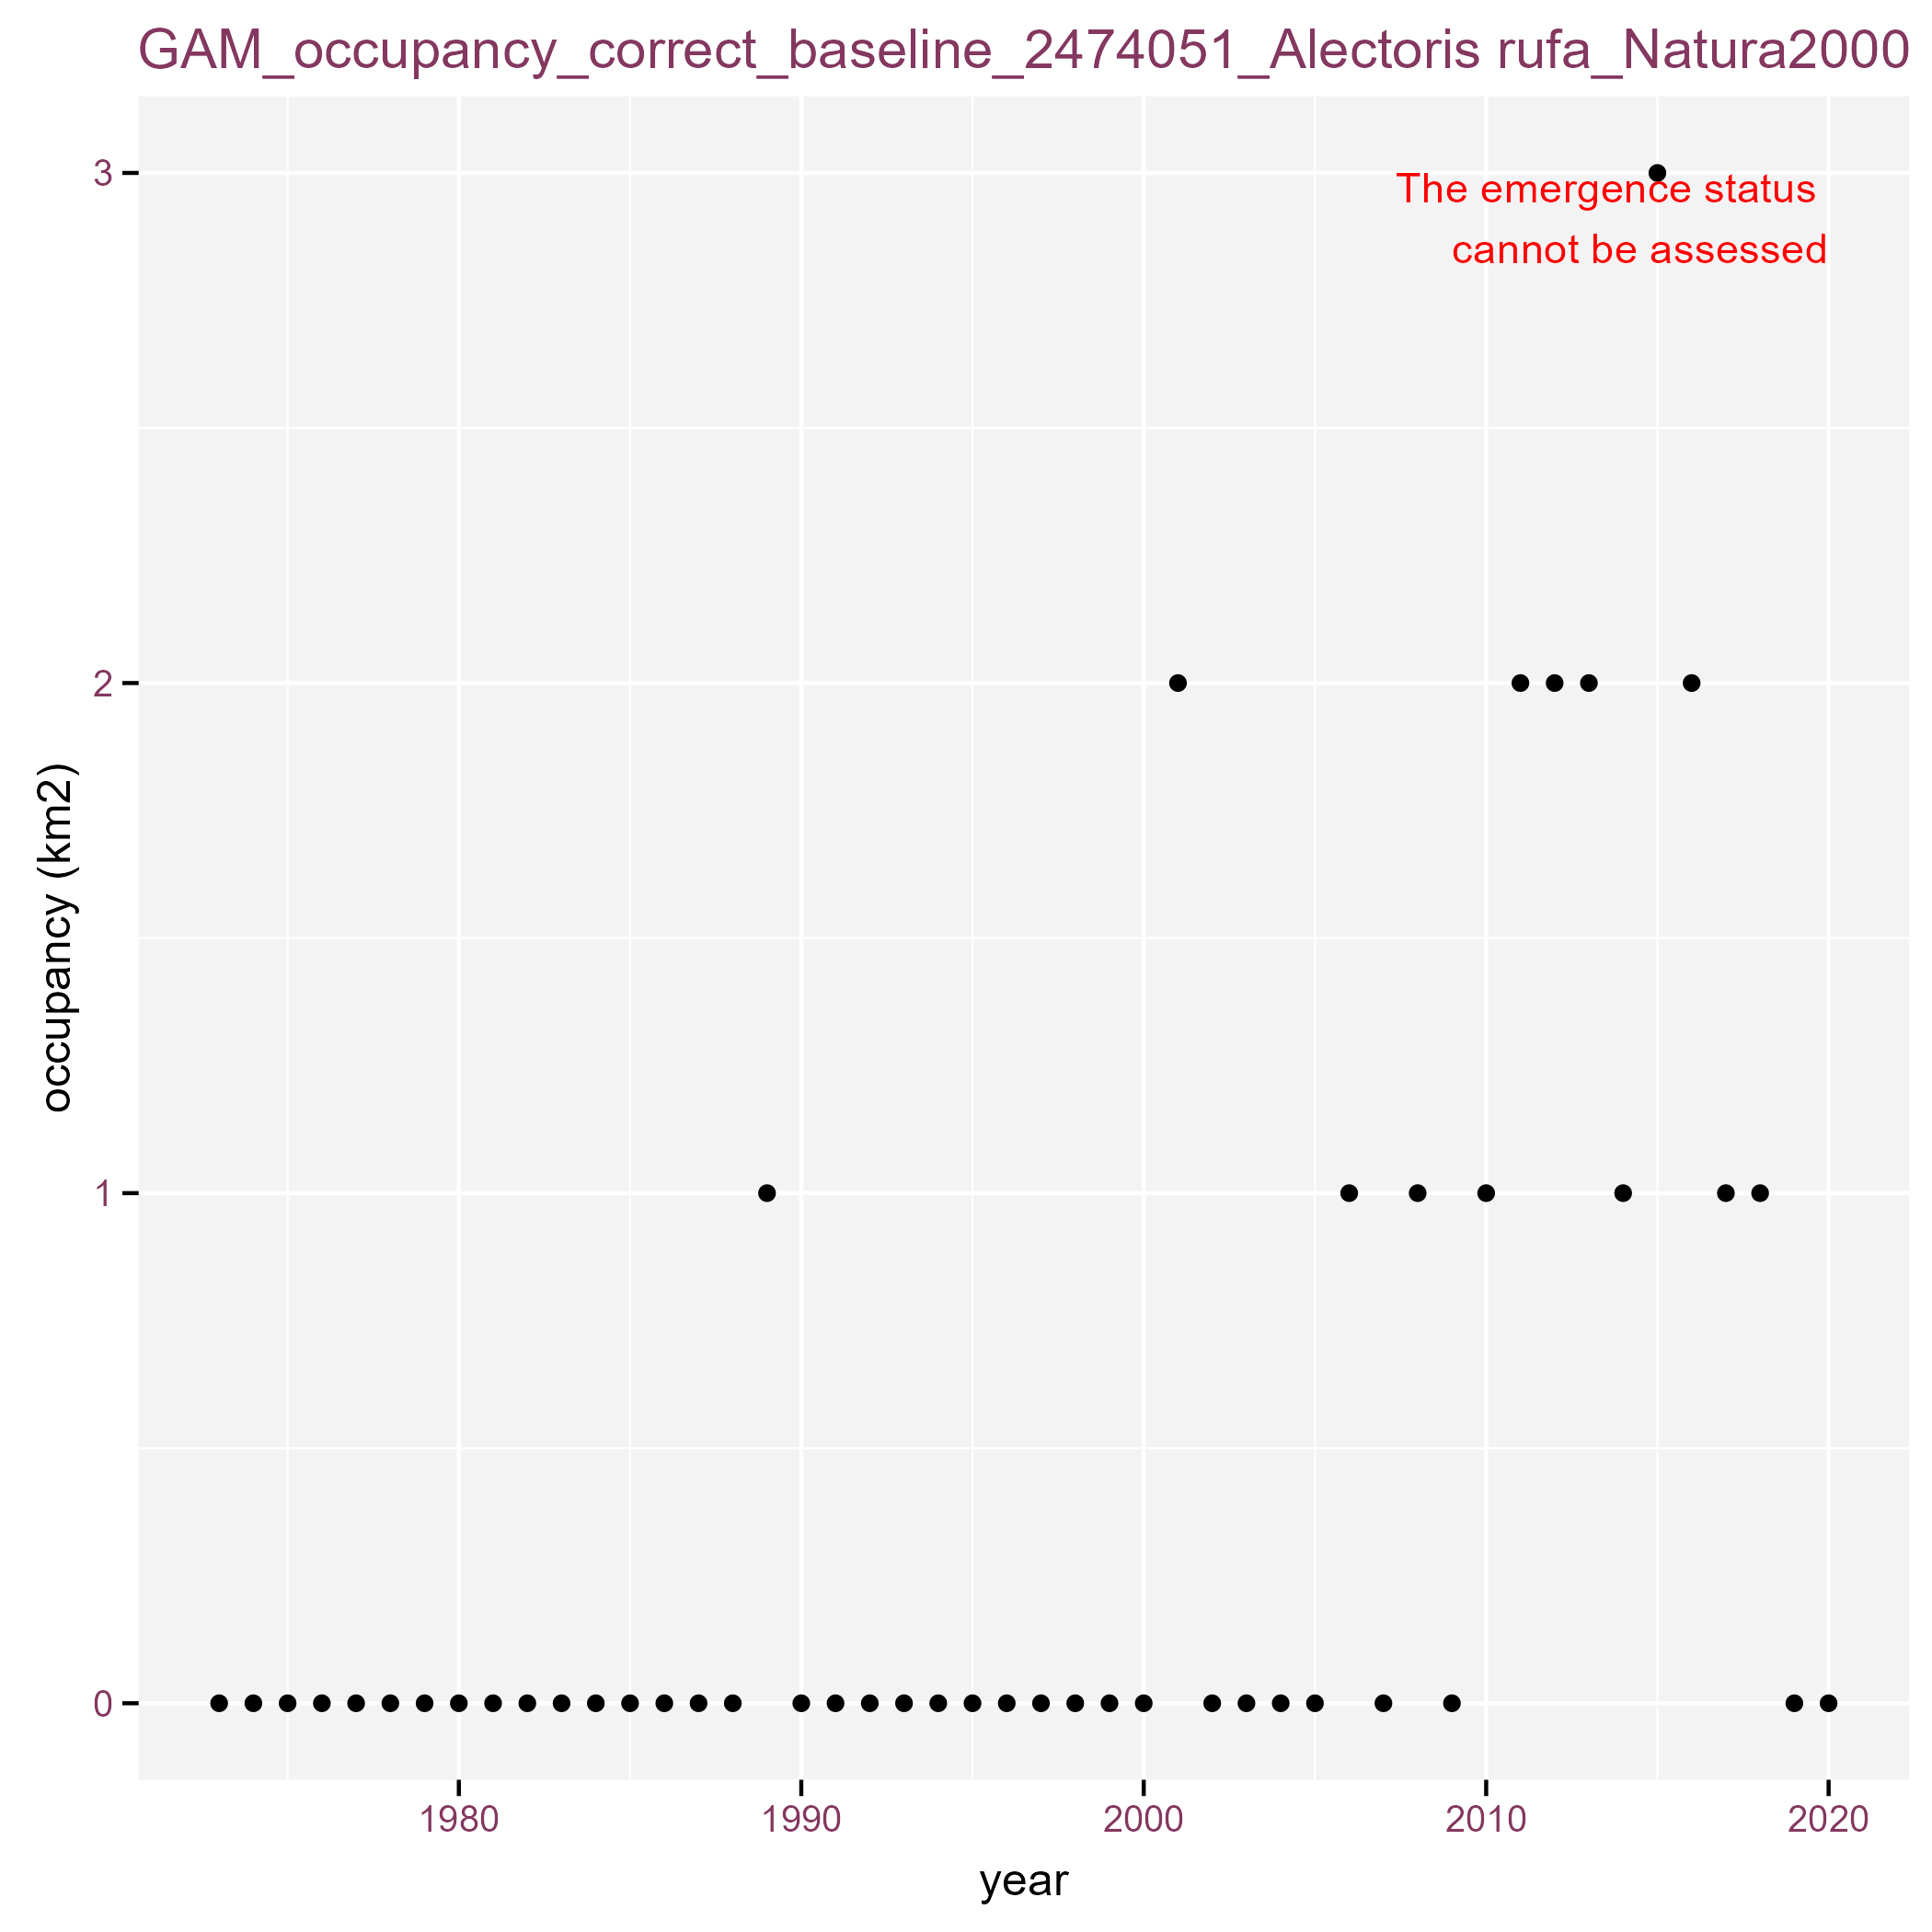 GAM_occupancy_correct_baseline_2474051_Alectoris rufa_Natura2000
3
The emergence status
cannot be assessed
2
occupancy (km2)
1
0
1980 1990 2000 2010 2020
year